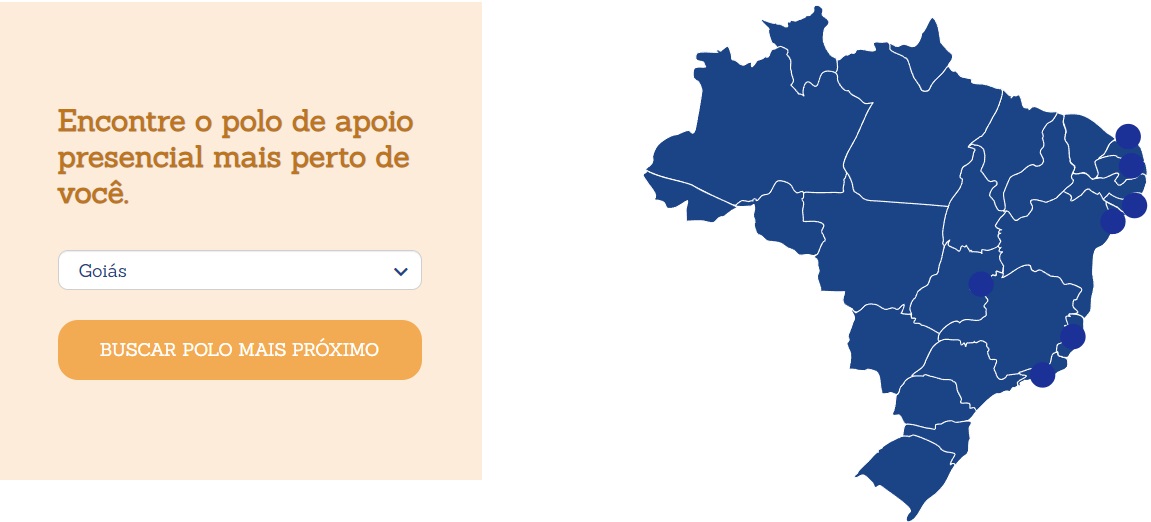 Encontre o polo de apoio
presencial mais perto de
você.
Goiás
BUSCAR POLO MAIS PRÓXIMO